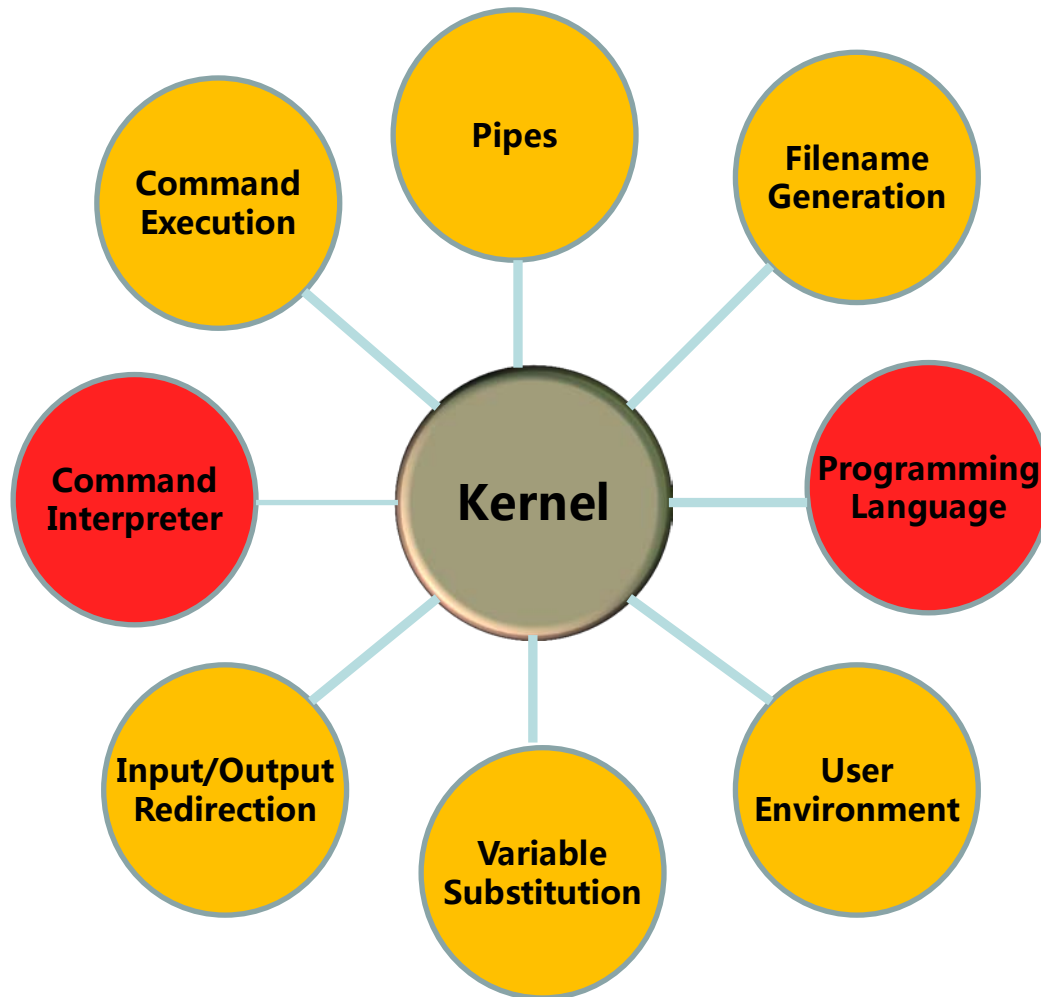 Pipes
Filename
Generation
Command
Execution
Command
Interpreter
Kernel
Programming
Language
Input/Output
Redirection
Variable
Substitution
User
Environment